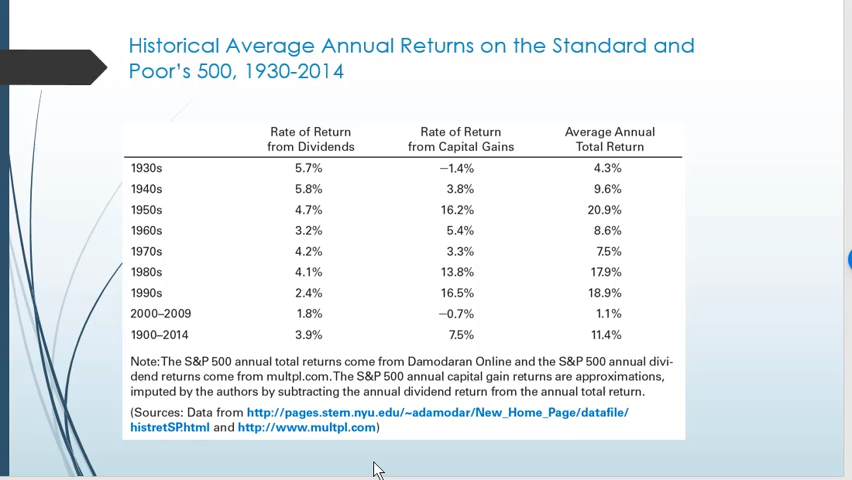 Historical Average Annual Returns on the Standard and
Poor's 500, 1930-2014
Rate of Return Rate of Return Average Annual
from Dividends from Capital Gains Total Return
1930s 5.7% −1.4% 4.3%
1940s 5.8% 3.8% 9.6%
1950s 4.7% 16.2% 20.9%
1960s 3.2% 5.4% 8.6%
1970s 4.2% 3.3% 7.5%
1980s 4.1% 13.8% 17.9%
1990s 2.4% 16.5% 18.9%
2000–2009 1.8% −0.7% 1.1%
1900–2014 3.9% 7.5% 11.4%
Note: The S&P 500 annual total returns come from Damodaran Online and the S&P 500 annual divi-
dend returns come from multpl.com. The S&P 500 annual capital gain returns are approximations,
imputed by the authors by subtracting the annual dividend return from the annual total return.
(Sources: Data from http://pages.stern.nyu.edu/~adamodar/New_Home_Page/datafile/
histretSP.html and http://www.multpl.com)